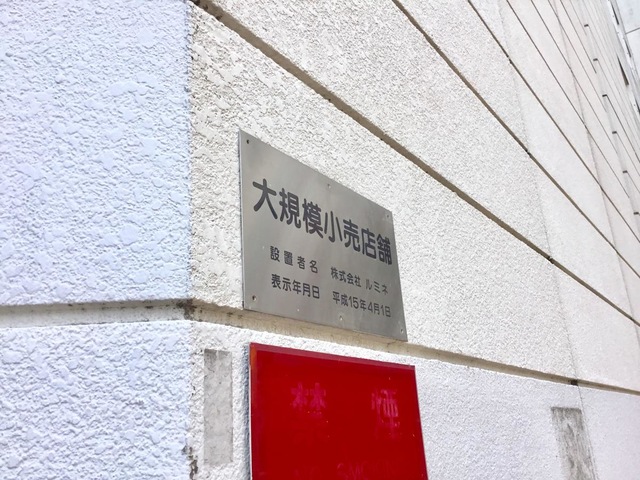 大規模小売店舗
設置者名 株式会社 ルミネ
表示年月日 平成15年4月1日